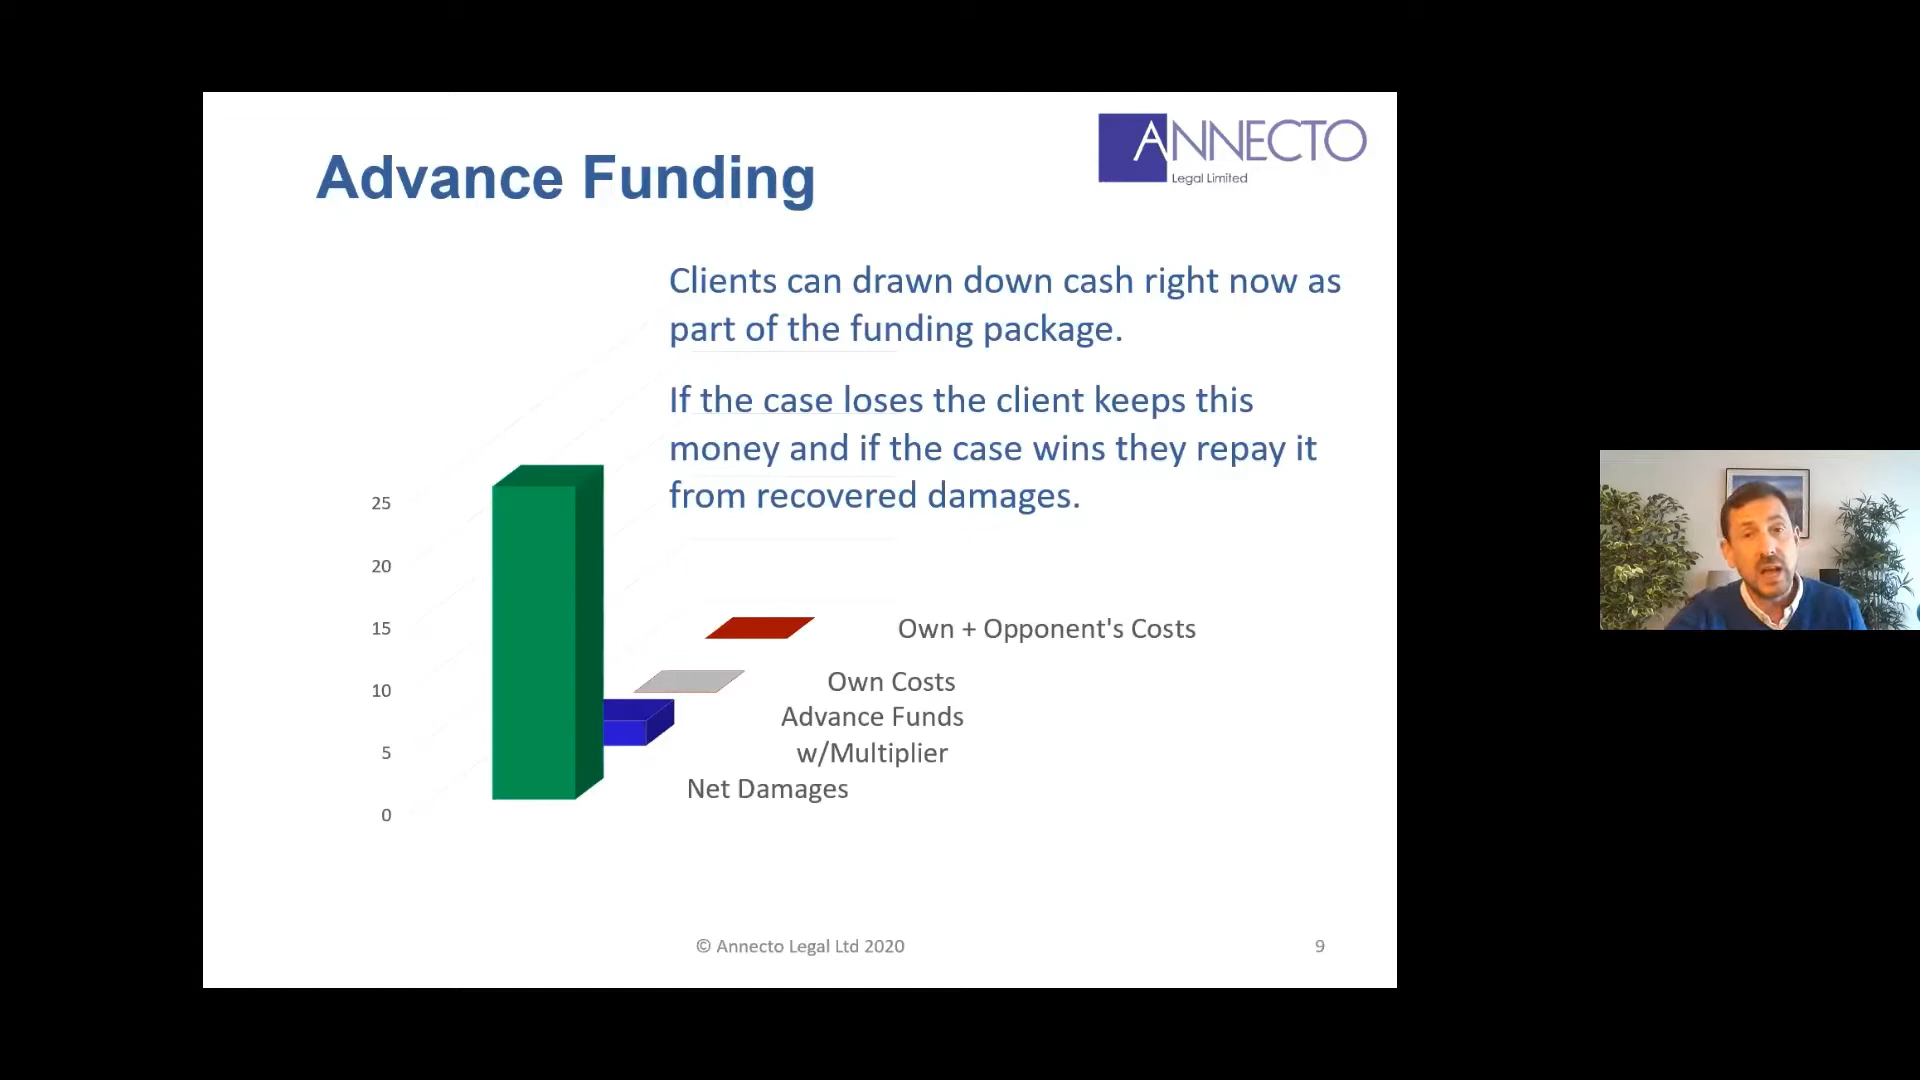 Advance Funding
ANNECTO
Legal Limited
Clients can drawn down cash right now as
part of the funding package.
If the case loses the client keeps this
money and if the case wins they repay it
from recovered damages.
25
20
15
10
5
0
Own + Opponent's Costs
Own Costs
Advance Funds
w/Multiplier
Net Damages
© Annecto Legal Ltd 2020
9